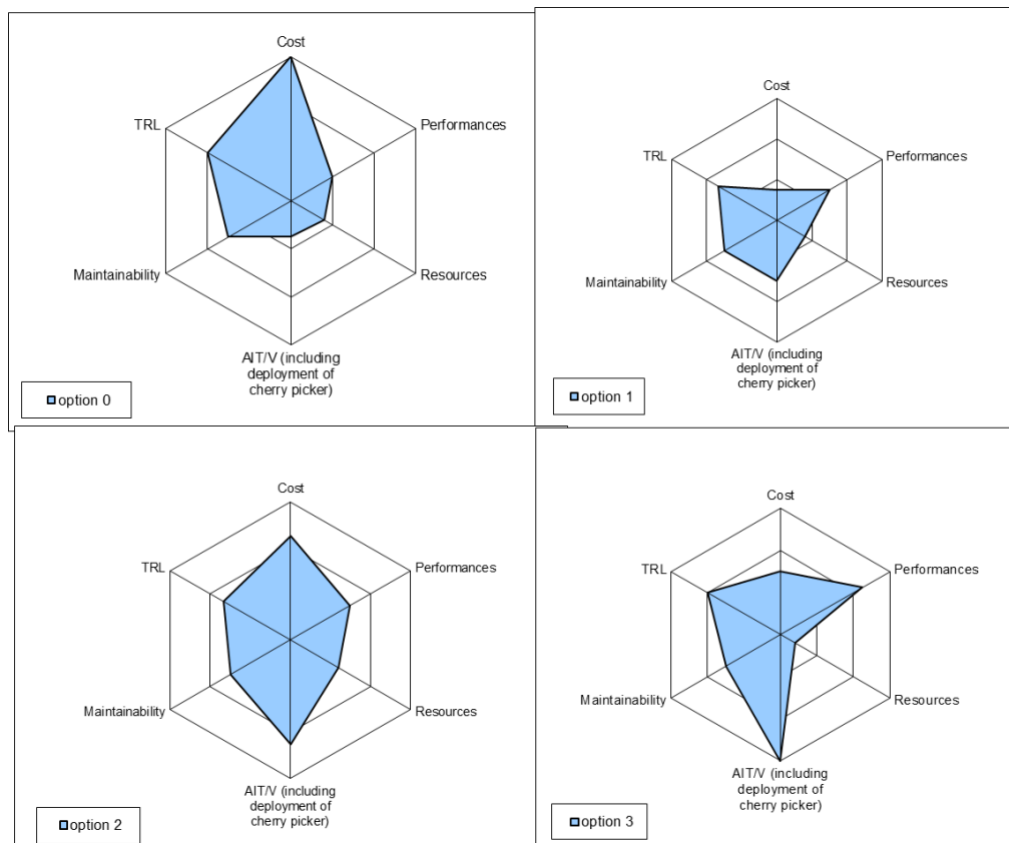 Cost
TRL
Performances
Maintainability
Resources
AIT/V (including
deployment of
cherry picker)
option 0
Cost
TRL
Performances
Maintainability
Resources
AIT/V (including
deployment of
cherry picker)
option 1
Cost
TRL
Performances
Maintainability
Resources
AIT/V (including
deployment of
cherry picker)
option 2
Cost
TRL
Performances
Maintainability
Resources
AIT/V (including
deployment of
cherry picker)
option 3